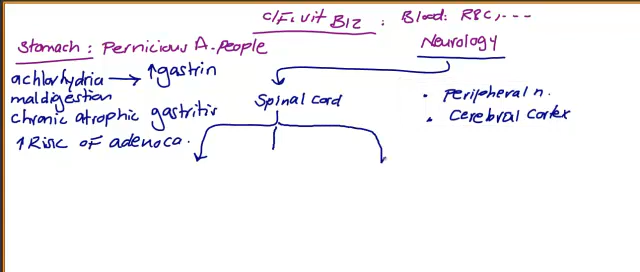 C/F: vit B12 : Blood: RBC, ---
Stomach : Pernicious A. people
Neurology
achlorhydria → ↑gastrin
maldigestion
chronic atrophic gastritis
↑Risk of adenoca.
Spinal cord
• Peripheral n.
• Cerebral cortex